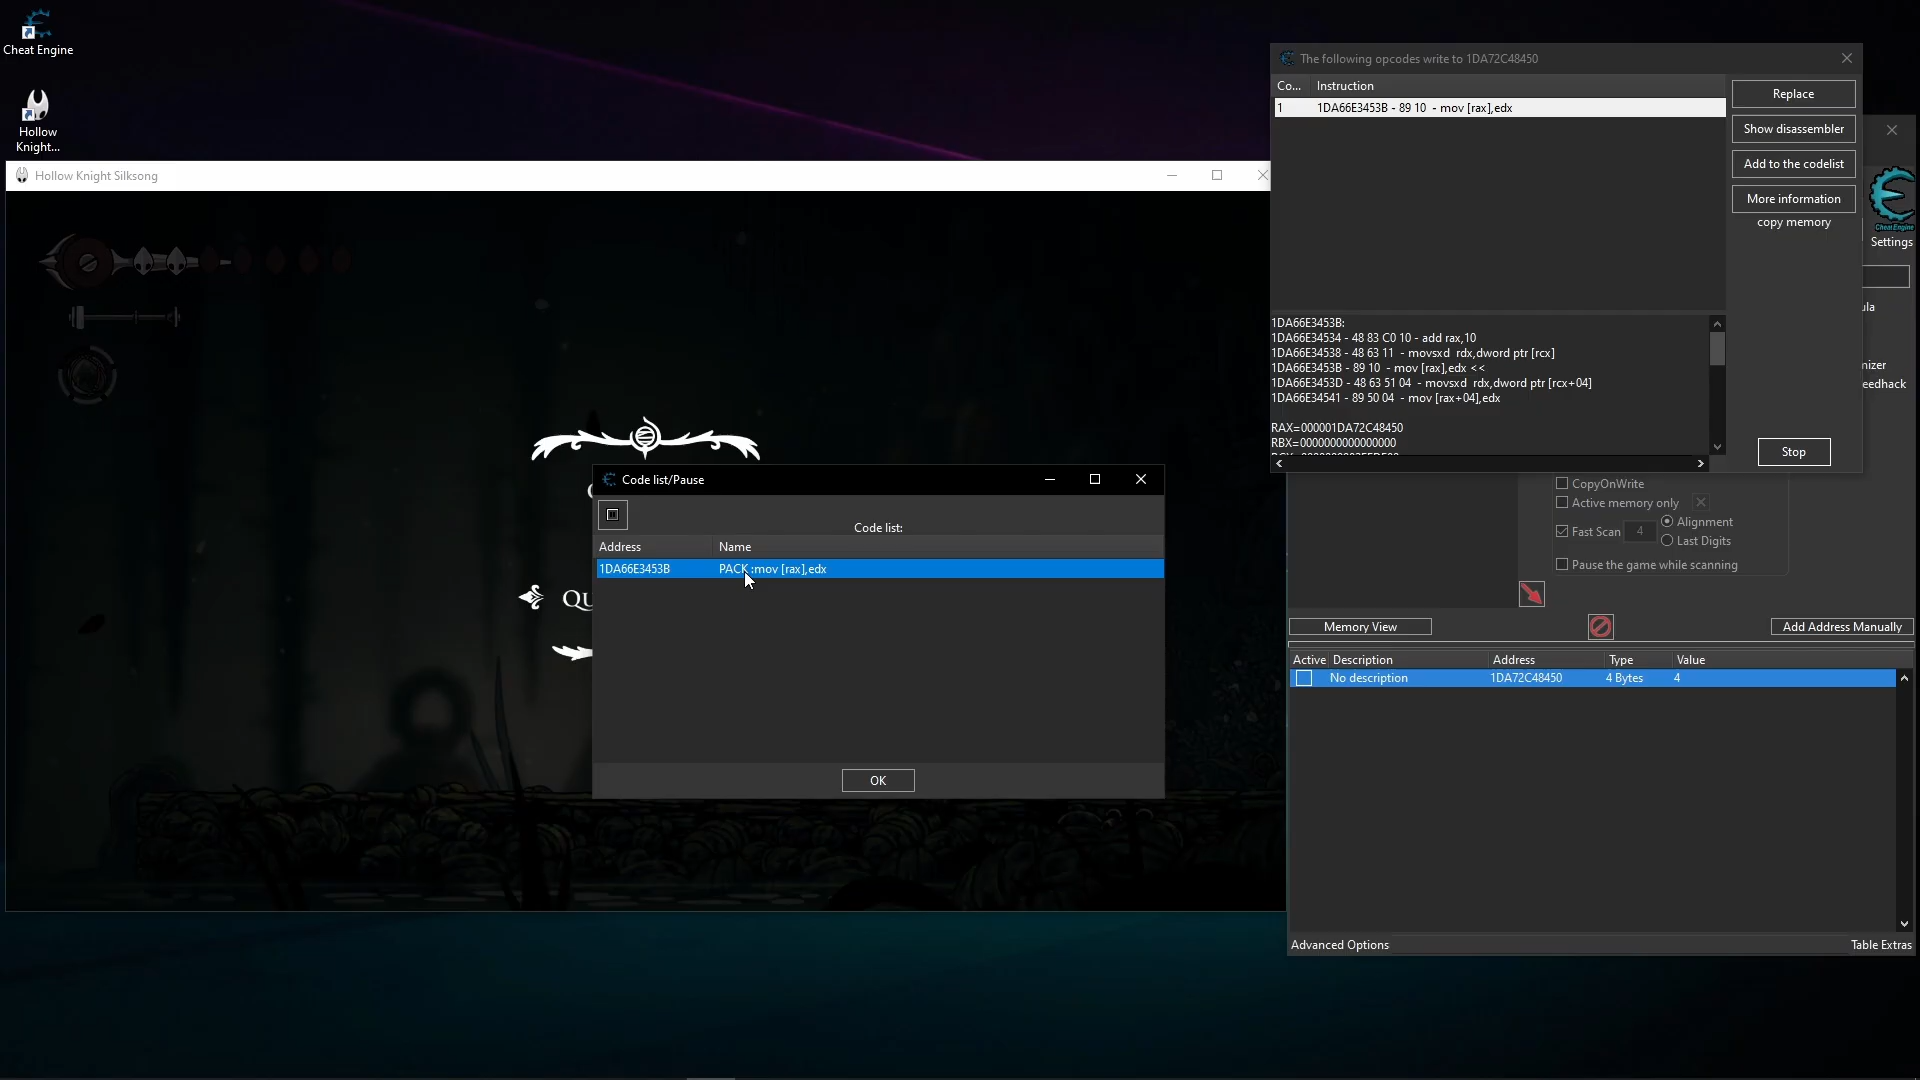 Cheat Engine
Hollow
Knight...
Hollow Knight Silksong
The following opcodes write to 1DA72C48450
Co... Instruction
1 1DA66E3453B - 89 10 - mov [rax],edx
Replace
Show disassembler
Add to the codelist
More information
copy memory
Cheat Engine
Settings
1DA66E3453B:
1DA66E34534 - 48 83 C0 10 - add rax,10
1DA66E34538 - 48 63 11 - movsxd rdx,dword ptr [rcx]
1DA66E3453B - 89 10 - mov [rax],edx <<
1DA66E3453D - 48 63 51 04 - movsxd rdx,dword ptr [rcx+04]
1DA66E34541 - 89 50 04 - mov [rax+04],edx
RAX=000001DA72C48450
RBX=0000000000000000
Stop
ula
nizer
eedhack
Code list/Pause
Code list:
Address Name
1DA66E3453B PACK :mov [rax],edx
OK
QU
CopyOnWrite
Active memory only
Fast Scan 4 Alignment
Last Digits
Pause the game while scanning
Memory View
Add Address Manually
Active Description Address Type Value
No description 1DA72C48450 4 Bytes 4
Advanced Options
Table Extras